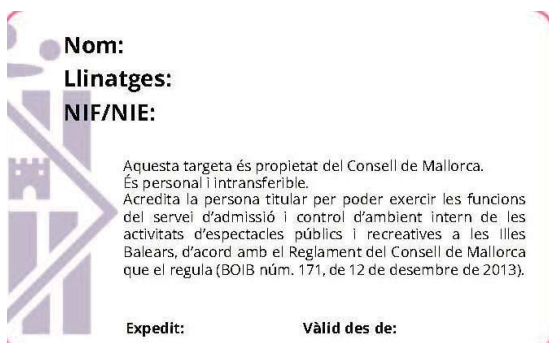 Nom:
Llinatges:
NIF/NIE:
Aquesta targeta és propietat del Consell de Mallorca.
És personal i intransferible.
Acredita la persona titular per poder exercir les funcions
del servei d'admissió i control d'ambient intern de les
activitats d'espectacles públics i recreatives a les Illes
Balears, d'acord amb el Reglament del Consell de Mallorca
que el regula (BOIB núm. 171, de 12 de desembre de 2013).
Expedit: Vàlid des de: